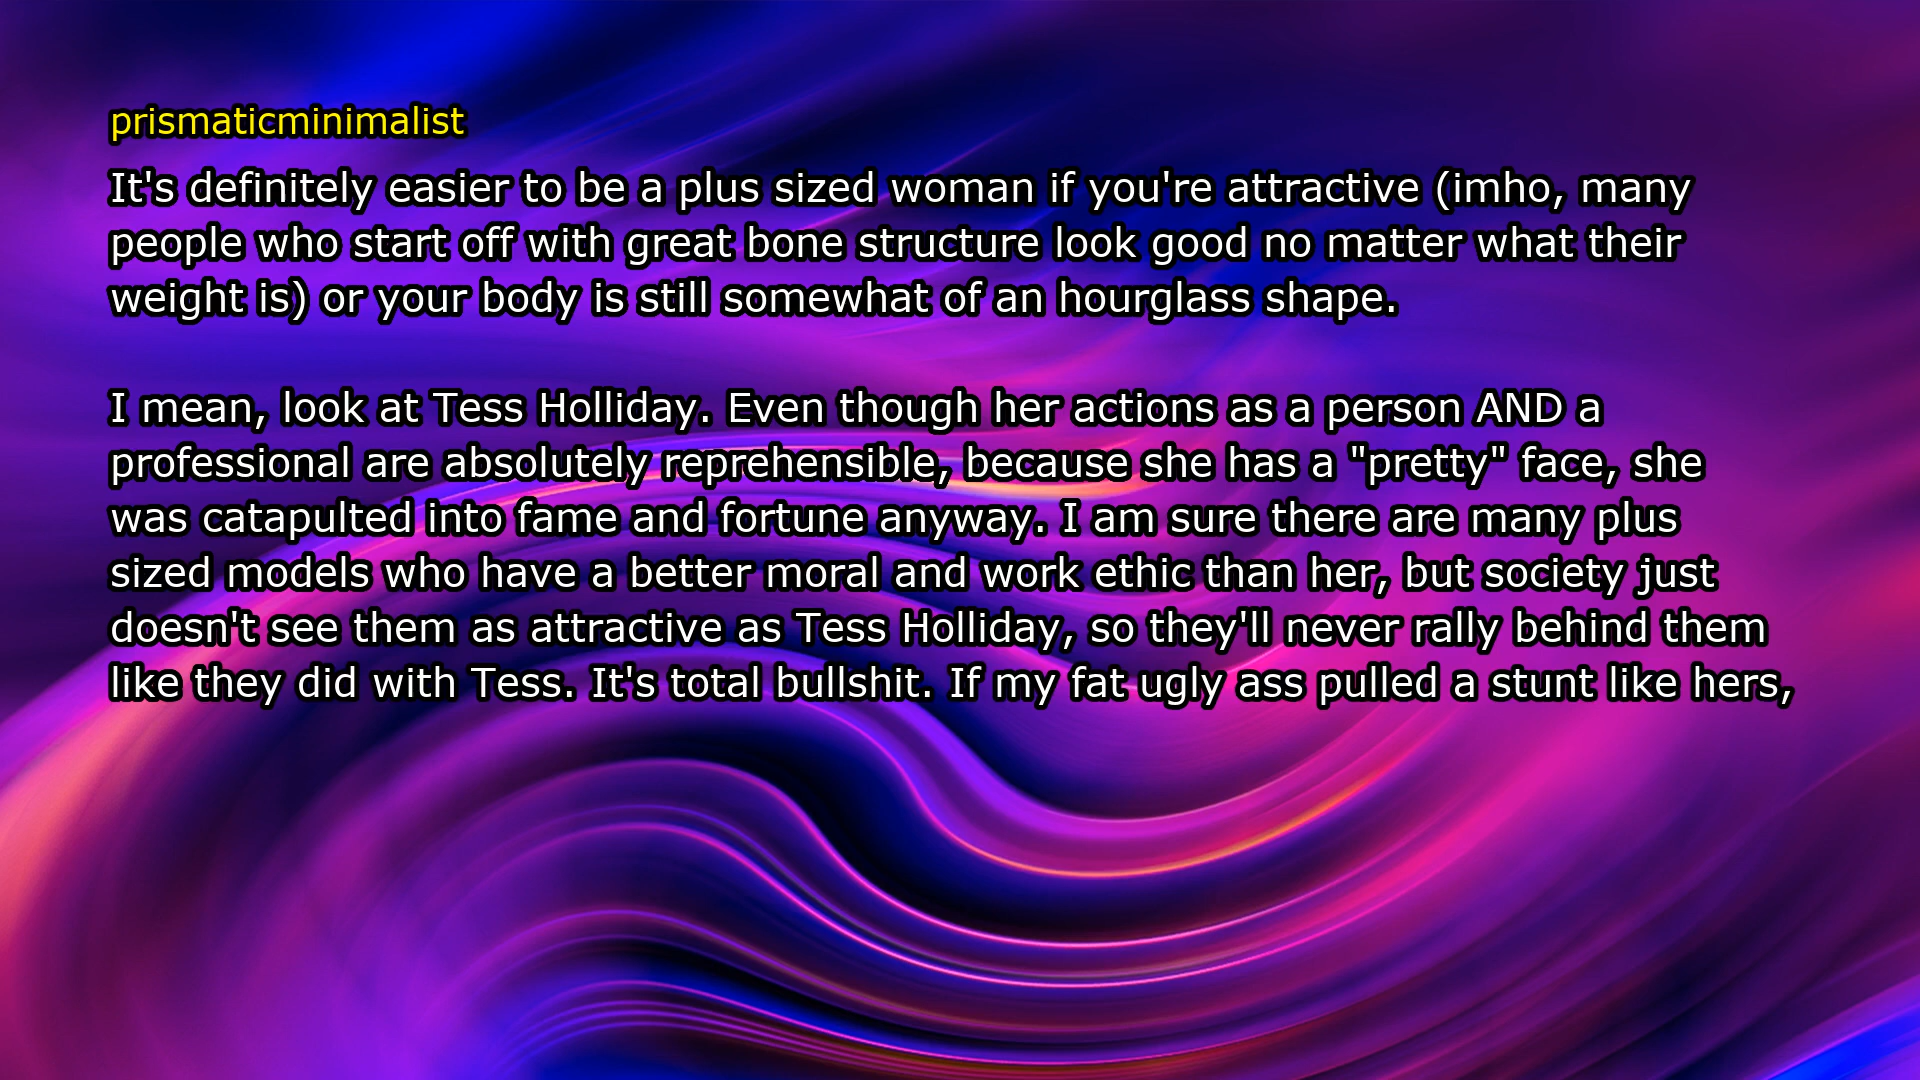 prismaticminimalist
It's definitely easier to be a plus sized woman if you're attractive (imho, many
people who start off with great bone structure look good no matter what their
weight is) or your body is still somewhat of an hourglass shape.
I mean, look at Tess Holliday. Even though her actions as a person AND a
professional are absolutely reprehensible, because she has a "pretty" face, she
was catapulted into fame and fortune anyway. I am sure there are many plus
sized models who have a better moral and work ethic than her, but society just
doesn't see them as attractive as Tess Holliday, so they'll never rally behind them
like they did with Tess. It's total bullshit. If my fat ugly ass pulled a stunt like hers,